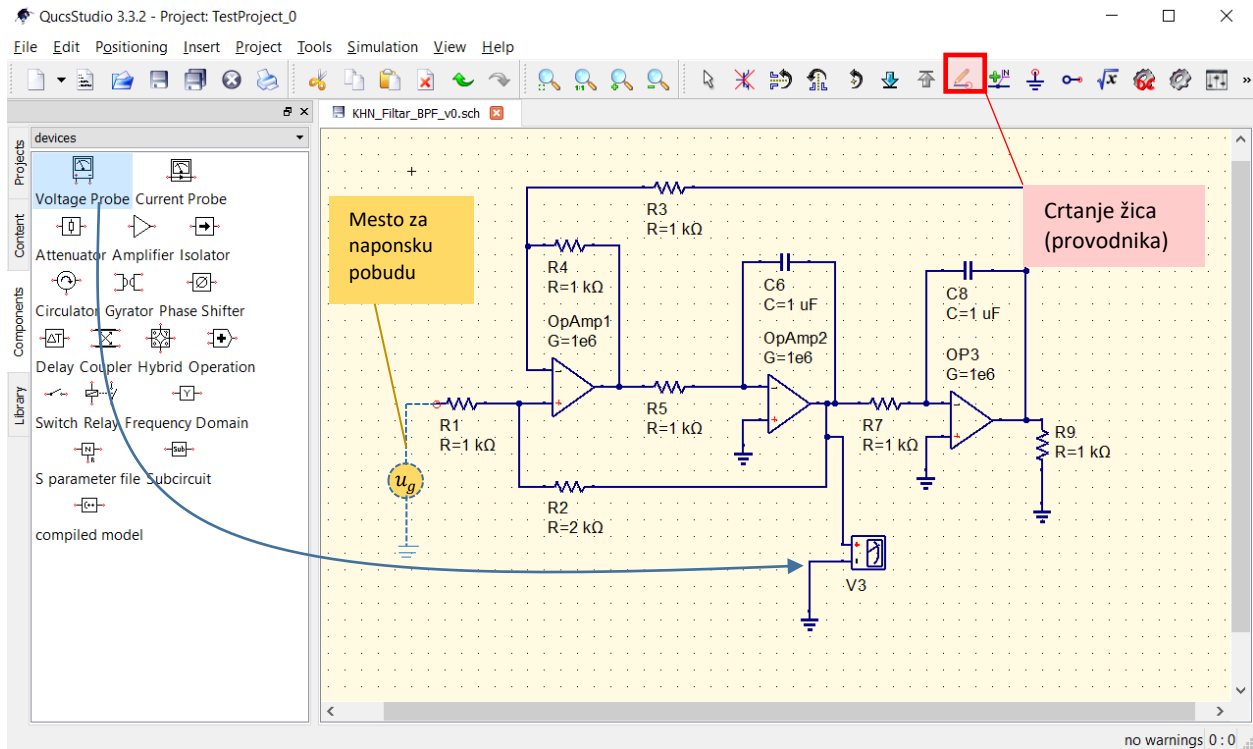 QucsStudio 3.3.2 - Project: TestProject_0
File Edit Positioning Insert Project Tools Simulation View Help
KHN_Filtar_BPF_v0.sch
Projects
Content
Components
Library
devices
Voltage Probe Current Probe
Attenuator Amplifier Isolator
Circulator Gyrator Phase Shifter
Delay Coupler Hybrid Operation
Switch Relay Frequency Domain
S parameter file Subcircuit
compiled model
Mesto za
naponsku
pobudu
Crtanje žica
(provodnika)
R3
R=1 kΩ
R4
R=1 kΩ
OpAmp1
G=1e6
C6
C=1 uF
OpAmp2
G=1e6
C8
C=1 uF
OP3
G=1e6
R1
R=1 kΩ
R5
R=1 kΩ
R7
R=1 kΩ
R9
R=1 kΩ
u_g
R2
R=2 kΩ
V3
no warnings 0 : 0